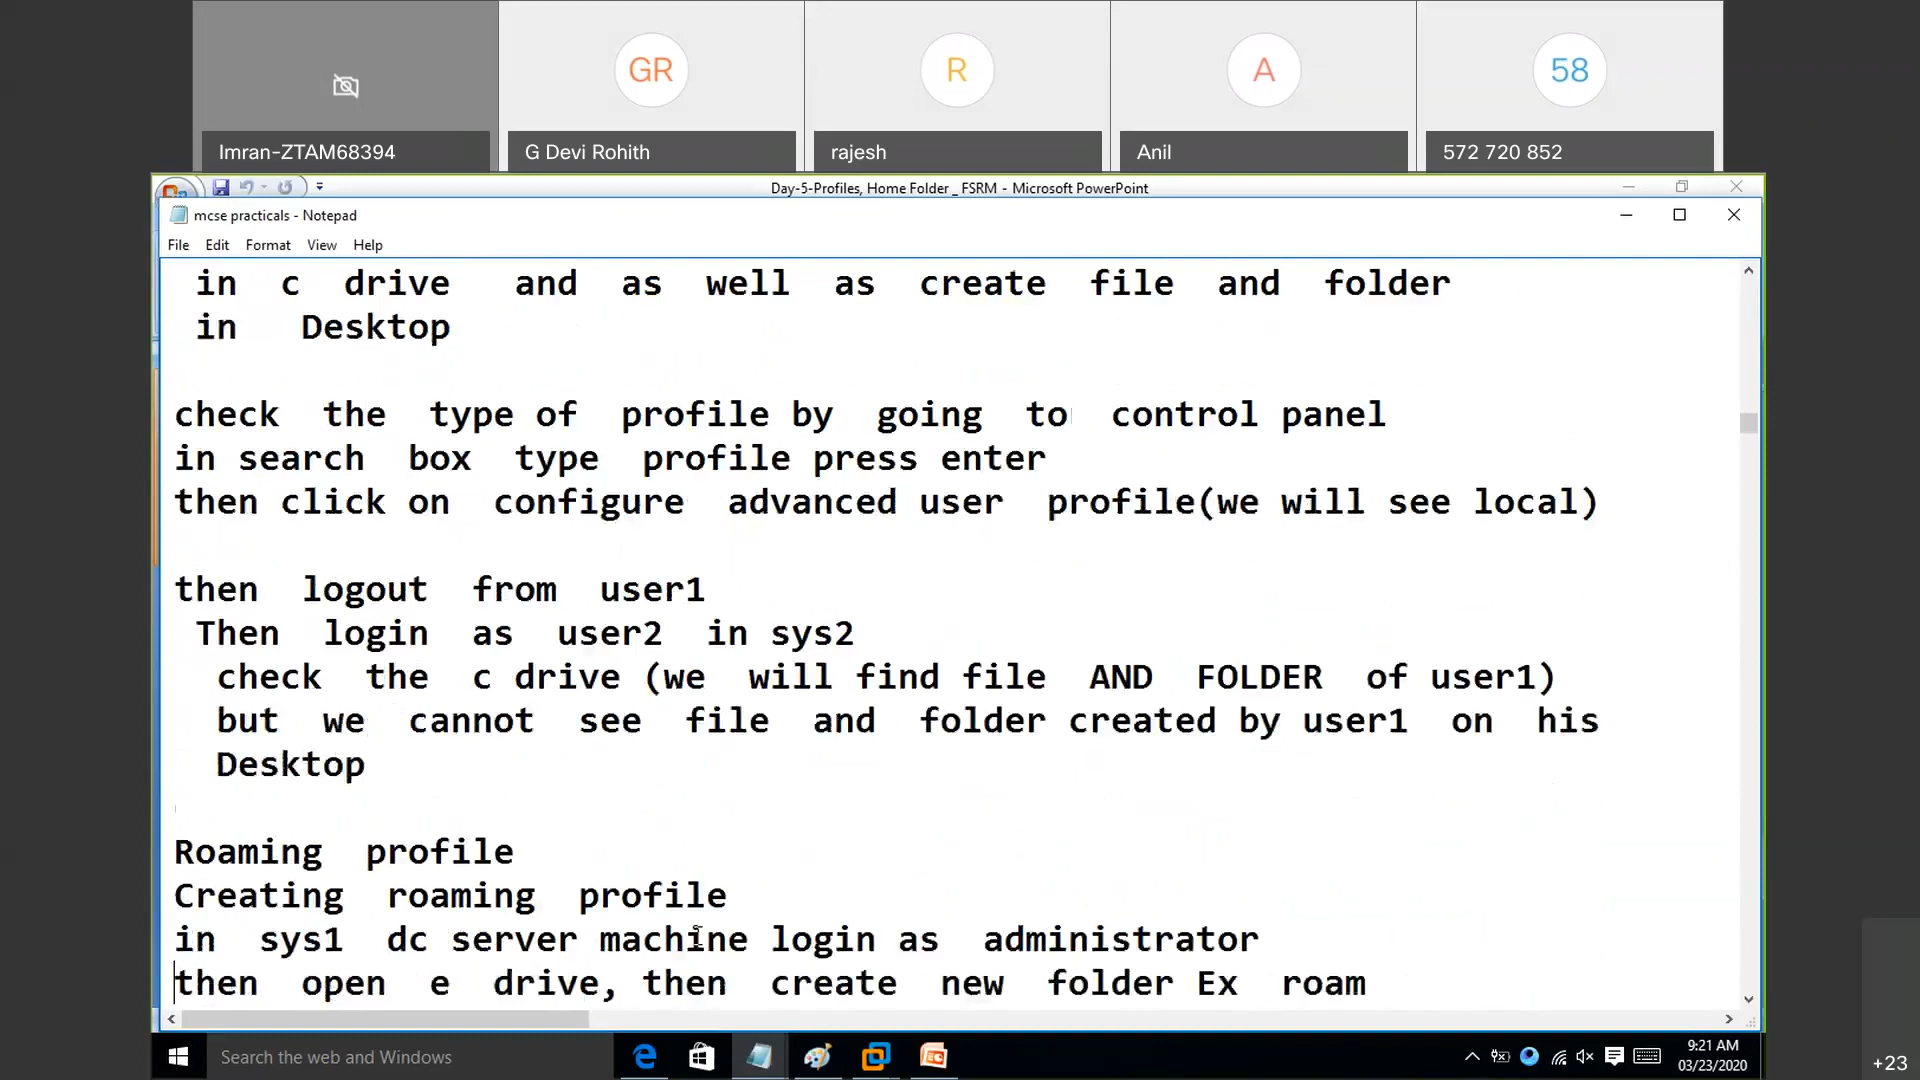 GR
R
A
58
Imran-ZTAM68394
G Devi Rohith
rajesh
Anil
572 720 852
Day-5-Profiles, Home Folder _ FSRM - Microsoft PowerPoint
mcse practicals - Notepad
File Edit Format View Help
in c drive and as well as create file and folder
in Desktop
check the type of profile by going to control panel
in search box type profile press enter
then click on configure advanced user profile(we will see local)
then logout from user1
Then login as user2 in sys2
check the c drive (we will find file AND FOLDER of user1)
but we cannot see file and folder created by user1 on his
Desktop
Roaming profile
Creating roaming profile
in sys1 dc server machine login as administrator
then open e drive, then create new folder Ex roam
Search the web and Windows
9:21 AM
03/23/2020
+23